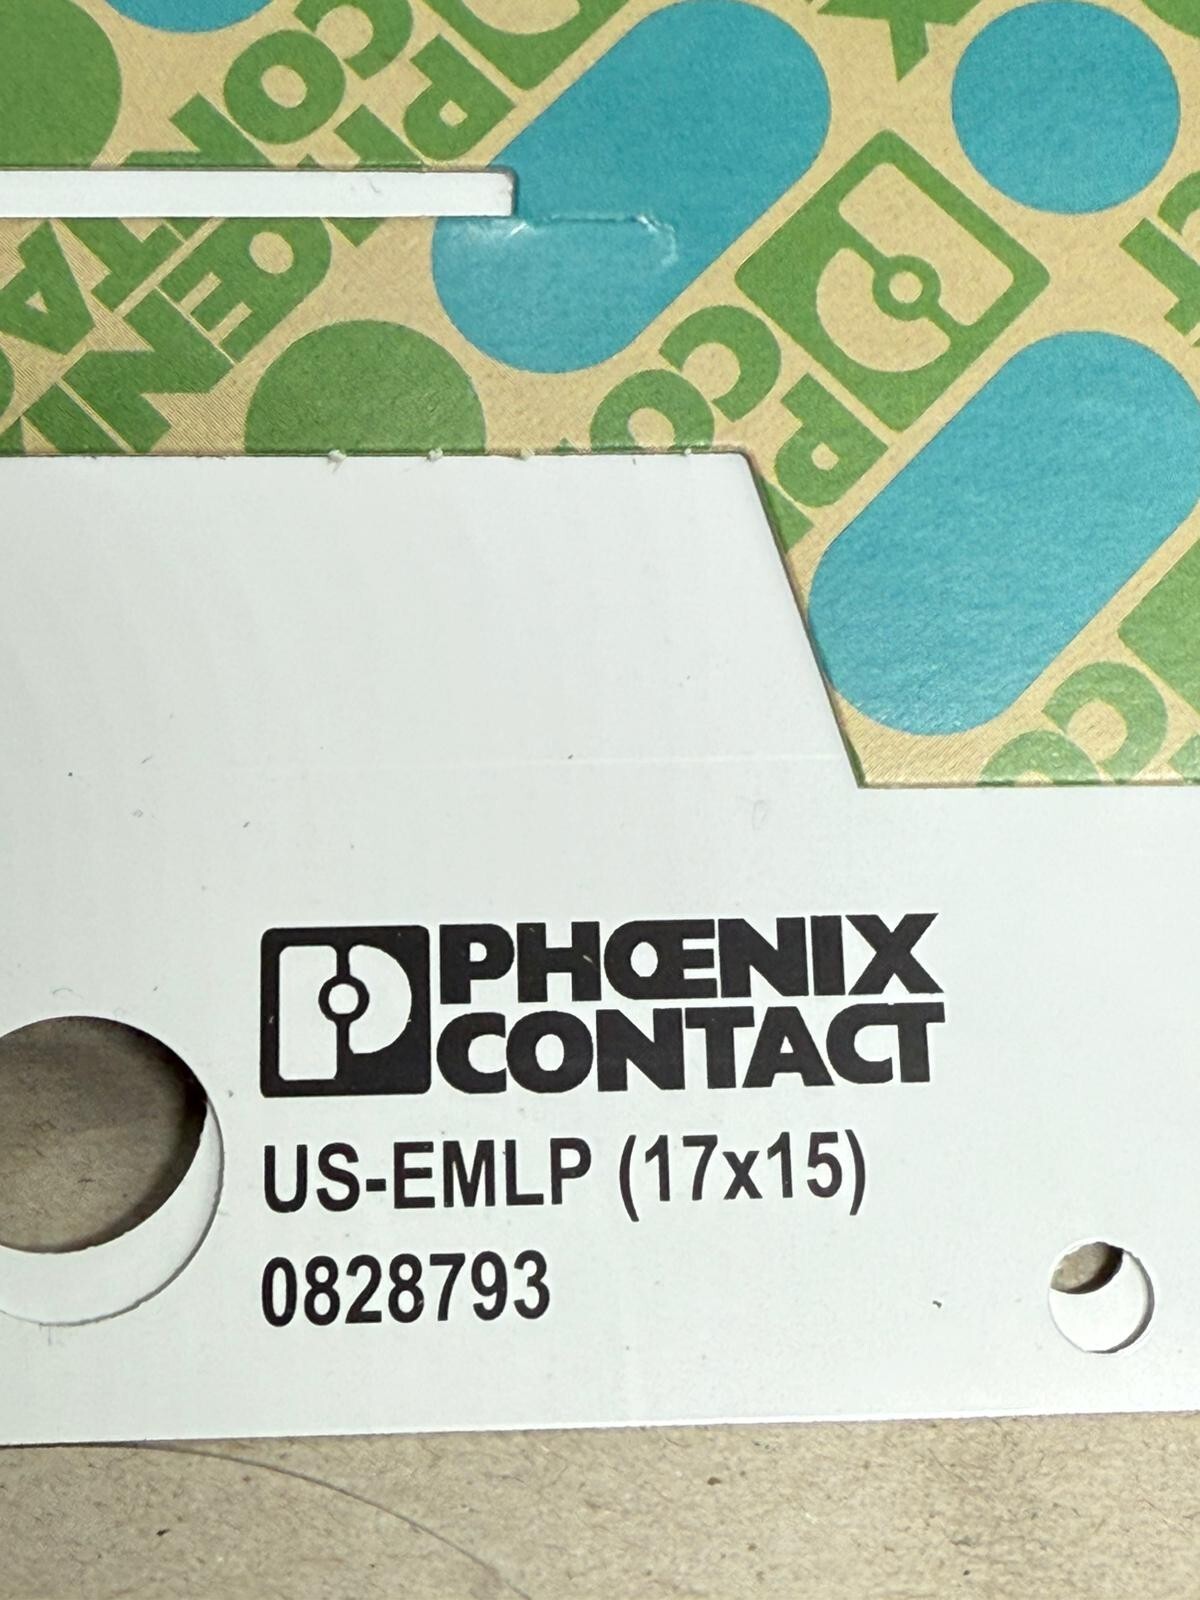 PHŒNIX
CONTACT
US-EMLP (17x15)
0828793